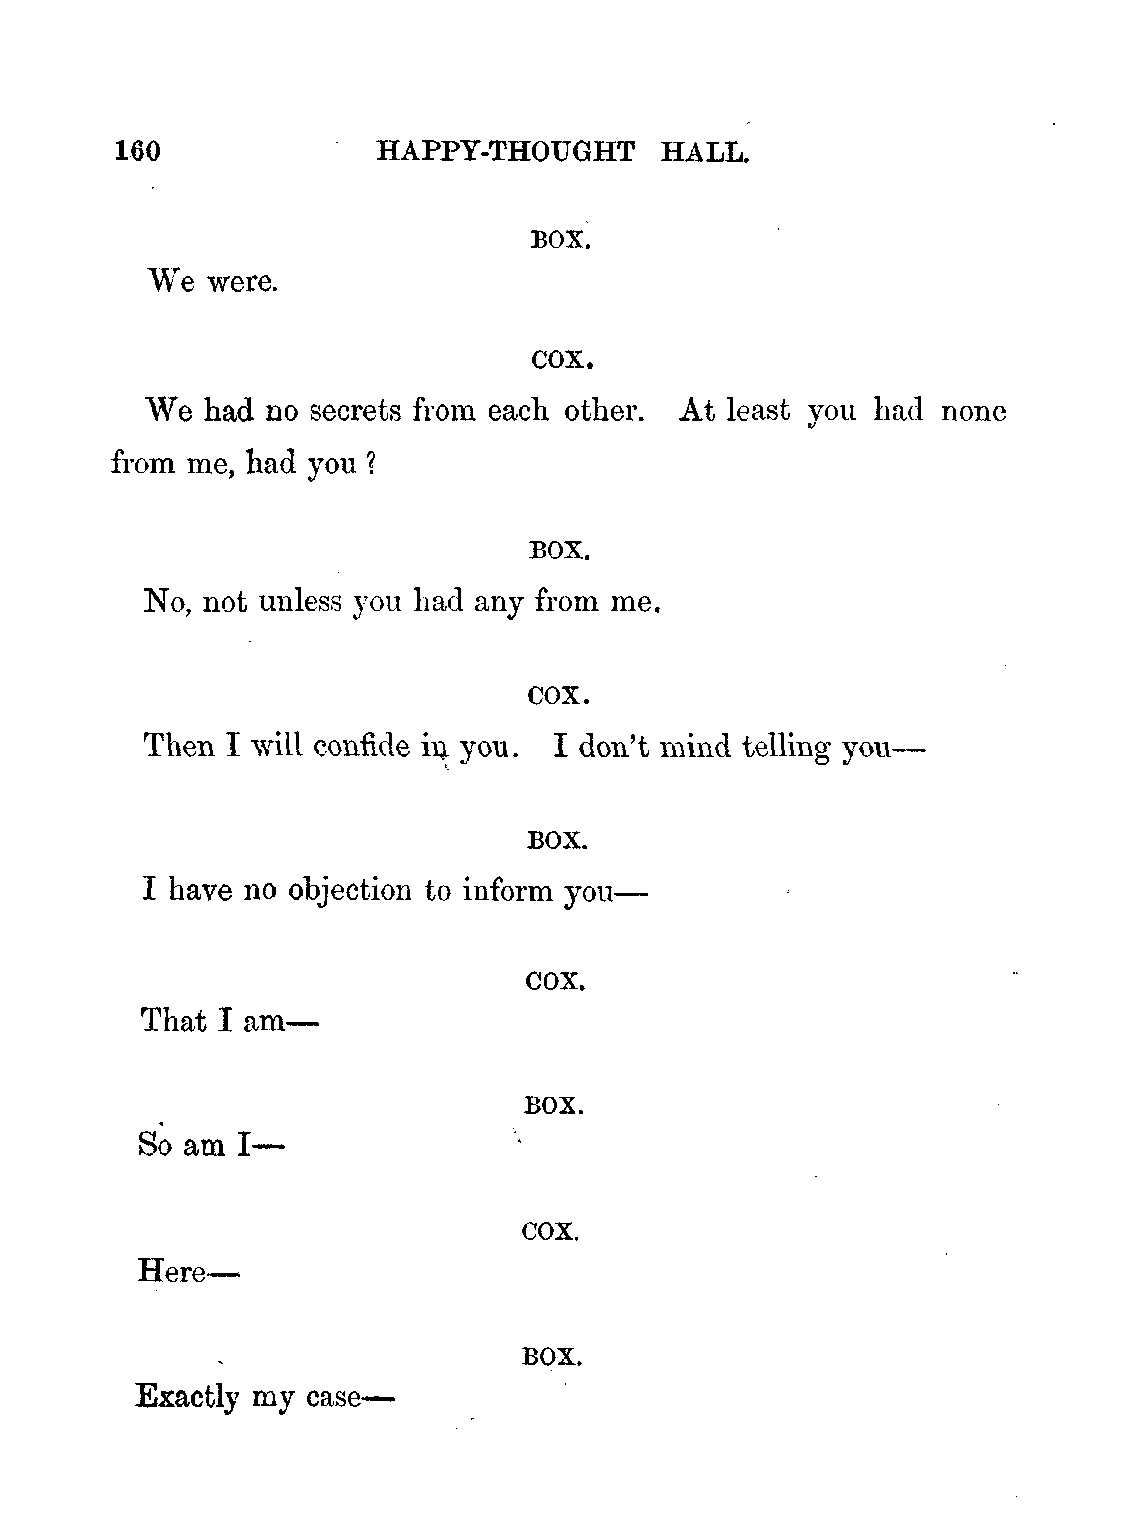 160 HAPPY-THOUGHT HALL.
BOX.
We were.
COX.
We had no secrets from each other. At least you had none
from me, had you ?
BOX.
No, not unless you had any from me.
COX.
Then I will confide in you. I don't mind telling you—
BOX.
I have no objection to inform you—
COX.
That I am—
BOX.
So am I—
COX.
Here—
BOX.
Exactly my case—